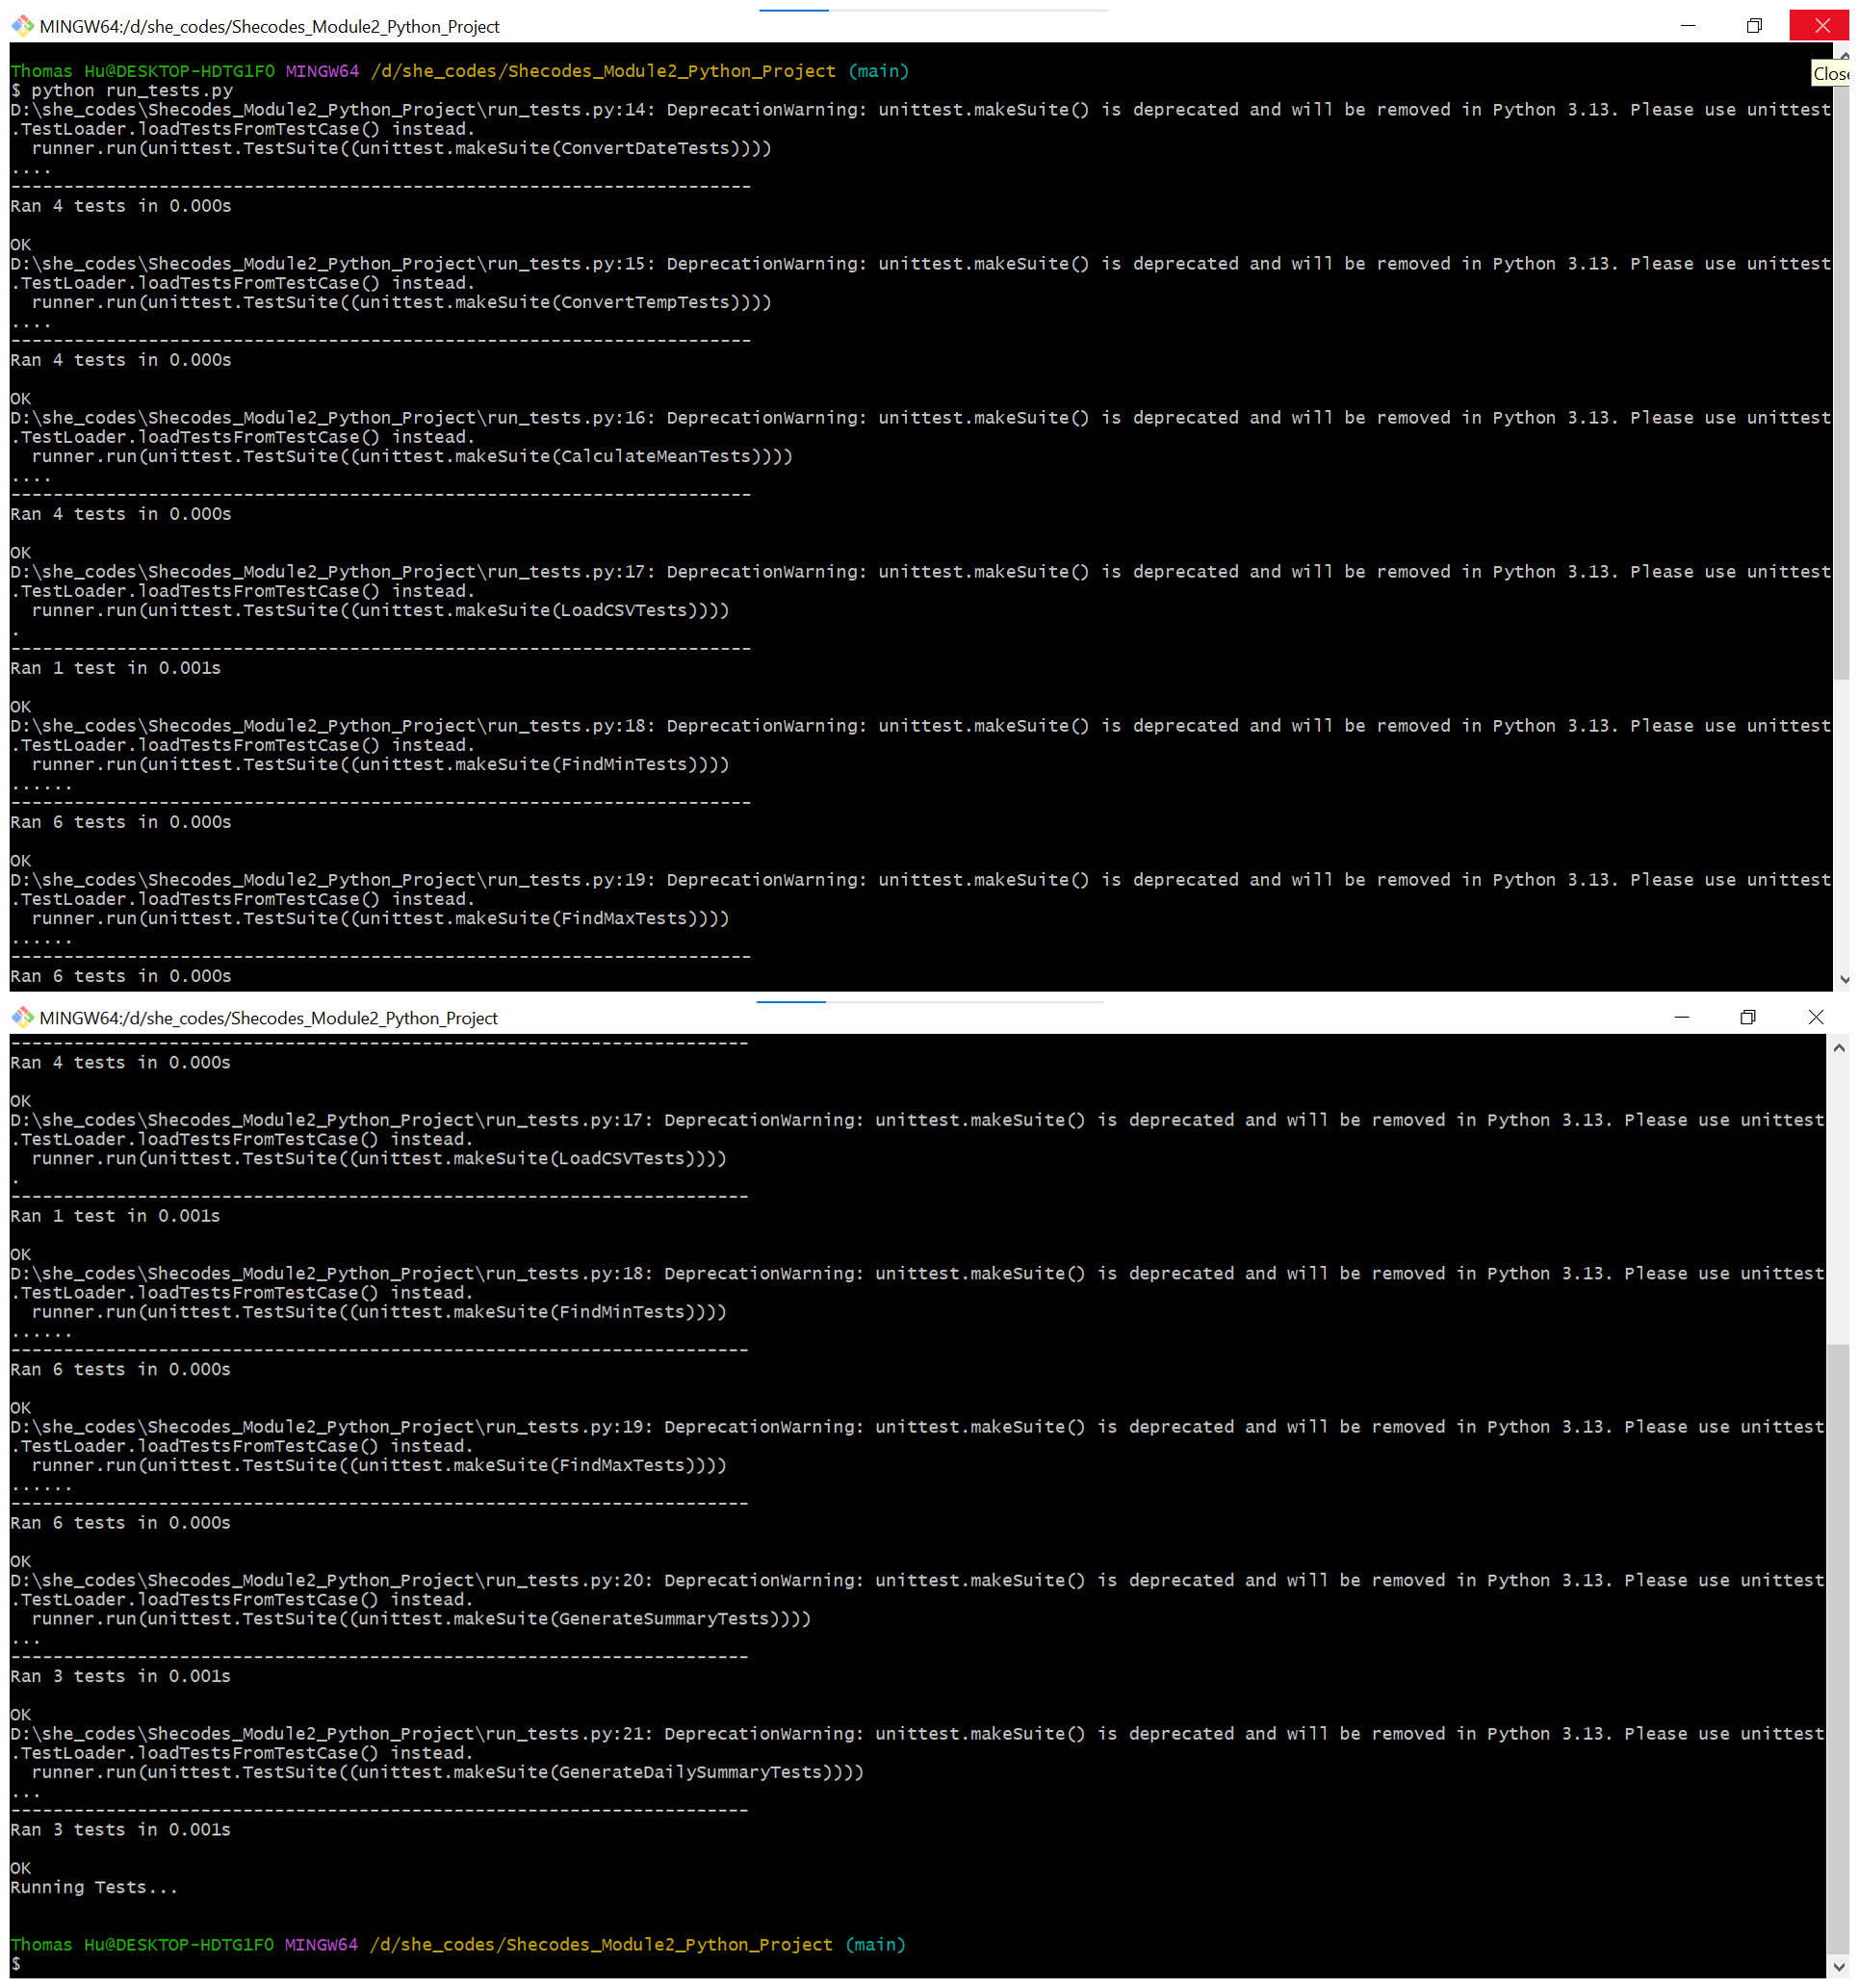 MINGW64:/d/she_codes/Shecodes_Module2_Python_Project
Close
Thomas Hu@DESKTOP-HDTG1F0 MINGW64 /d/she_codes/Shecodes_Module2_Python_Project (main)
$ python run_tests.py
D:\she_codes\Shecodes_Module2_Python_Project\run_tests.py:14: DeprecationWarning: unittest.makeSuite() is deprecated and will be removed in Python 3.13. Please use unittest
.TestLoader.loadTestsFromTestCase() instead.
  runner.run(unittest.TestSuite((unittest.makeSuite(ConvertDateTests))))
....
----------------------------------------------------------------------
Ran 4 tests in 0.000s

OK
D:\she_codes\Shecodes_Module2_Python_Project\run_tests.py:15: DeprecationWarning: unittest.makeSuite() is deprecated and will be removed in Python 3.13. Please use unittest
.TestLoader.loadTestsFromTestCase() instead.
  runner.run(unittest.TestSuite((unittest.makeSuite(ConvertTempTests))))
....
----------------------------------------------------------------------
Ran 4 tests in 0.000s

OK
D:\she_codes\Shecodes_Module2_Python_Project\run_tests.py:16: DeprecationWarning: unittest.makeSuite() is deprecated and will be removed in Python 3.13. Please use unittest
.TestLoader.loadTestsFromTestCase() instead.
  runner.run(unittest.TestSuite((unittest.makeSuite(CalculateMeanTests))))
....
----------------------------------------------------------------------
Ran 4 tests in 0.000s

OK
D:\she_codes\Shecodes_Module2_Python_Project\run_tests.py:17: DeprecationWarning: unittest.makeSuite() is deprecated and will be removed in Python 3.13. Please use unittest
.TestLoader.loadTestsFromTestCase() instead.
  runner.run(unittest.TestSuite((unittest.makeSuite(LoadCSVTests))))
.
----------------------------------------------------------------------
Ran 1 test in 0.001s

OK
D:\she_codes\Shecodes_Module2_Python_Project\run_tests.py:18: DeprecationWarning: unittest.makeSuite() is deprecated and will be removed in Python 3.13. Please use unittest
.TestLoader.loadTestsFromTestCase() instead.
  runner.run(unittest.TestSuite((unittest.makeSuite(FindMinTests))))
......
----------------------------------------------------------------------
Ran 6 tests in 0.000s

OK
D:\she_codes\Shecodes_Module2_Python_Project\run_tests.py:19: DeprecationWarning: unittest.makeSuite() is deprecated and will be removed in Python 3.13. Please use unittest
.TestLoader.loadTestsFromTestCase() instead.
  runner.run(unittest.TestSuite((unittest.makeSuite(FindMaxTests))))
......
----------------------------------------------------------------------
Ran 6 tests in 0.000s
MINGW64:/d/she_codes/Shecodes_Module2_Python_Project
----------------------------------------------------------------------
Ran 4 tests in 0.000s

OK
D:\she_codes\Shecodes_Module2_Python_Project\run_tests.py:17: DeprecationWarning: unittest.makeSuite() is deprecated and will be removed in Python 3.13. Please use unittest
.TestLoader.loadTestsFromTestCase() instead.
  runner.run(unittest.TestSuite((unittest.makeSuite(LoadCSVTests))))
.
----------------------------------------------------------------------
Ran 1 test in 0.001s

OK
D:\she_codes\Shecodes_Module2_Python_Project\run_tests.py:18: DeprecationWarning: unittest.makeSuite() is deprecated and will be removed in Python 3.13. Please use unittest
.TestLoader.loadTestsFromTestCase() instead.
  runner.run(unittest.TestSuite((unittest.makeSuite(FindMinTests))))
......
----------------------------------------------------------------------
Ran 6 tests in 0.000s

OK
D:\she_codes\Shecodes_Module2_Python_Project\run_tests.py:19: DeprecationWarning: unittest.makeSuite() is deprecated and will be removed in Python 3.13. Please use unittest
.TestLoader.loadTestsFromTestCase() instead.
  runner.run(unittest.TestSuite((unittest.makeSuite(FindMaxTests))))
......
----------------------------------------------------------------------
Ran 6 tests in 0.000s

OK
D:\she_codes\Shecodes_Module2_Python_Project\run_tests.py:20: DeprecationWarning: unittest.makeSuite() is deprecated and will be removed in Python 3.13. Please use unittest
.TestLoader.loadTestsFromTestCase() instead.
  runner.run(unittest.TestSuite((unittest.makeSuite(GenerateSummaryTests))))
...
----------------------------------------------------------------------
Ran 3 tests in 0.001s

OK
D:\she_codes\Shecodes_Module2_Python_Project\run_tests.py:21: DeprecationWarning: unittest.makeSuite() is deprecated and will be removed in Python 3.13. Please use unittest
.TestLoader.loadTestsFromTestCase() instead.
  runner.run(unittest.TestSuite((unittest.makeSuite(GenerateDailySummaryTests))))
...
----------------------------------------------------------------------
Ran 3 tests in 0.001s

OK
Running Tests...

Thomas Hu@DESKTOP-HDTG1F0 MINGW64 /d/she_codes/Shecodes_Module2_Python_Project (main)
$